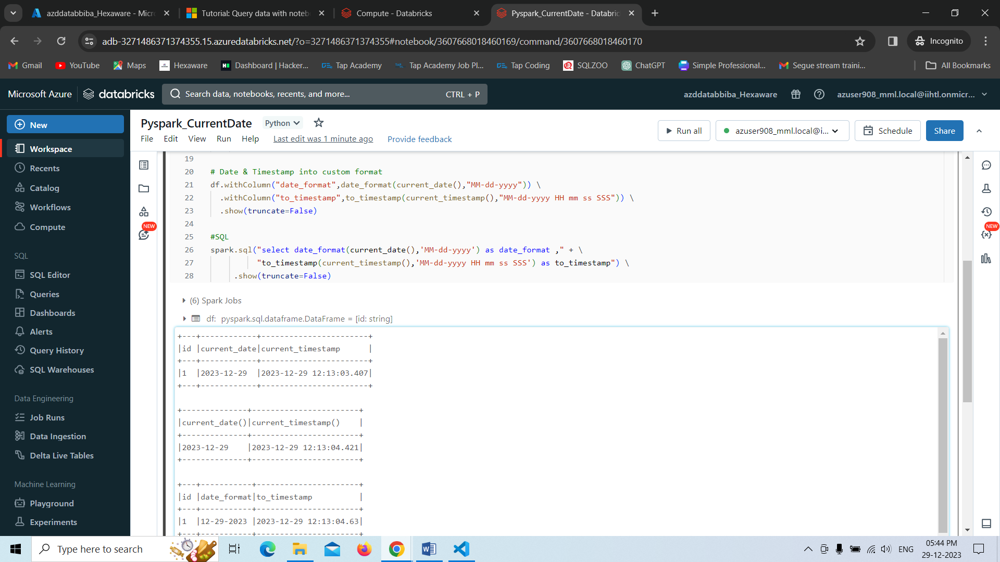 azddatabbiba_Hexaware - Micr
Tutorial: Query data with noteb
Compute - Databricks
Pyspark_CurrentDate - Databric
adb-3271486371374355.15.azuredatabricks.net/?o=3271486371374355#notebook/3607668018460169/command/3607668018460170
Incognito
Gmail
YouTube
Maps
Hexaware
Dashboard | Hacker...
Tap Academy
Tap Academy Job Pl...
Tap Coding
SQLZOO
ChatGPT
Simple Professional...
Segue stream traini...
All Bookmarks
Microsoft Azure
databricks
Search data, notebooks, recents, and more...
CTRL + P
azddatabbiba_Hexaware
azuser908_mml.local@iihtl.onmicr...
New
Workspace
Recents
Catalog
Workflows
Compute
SQL
SQL Editor
Queries
Dashboards
Alerts
Query History
SQL Warehouses
Data Engineering
Job Runs
Data Ingestion
Delta Live Tables
Machine Learning
Playground
Experiments
Pyspark_CurrentDate
Python
File Edit View Run Help
Last edit was 1 minute ago
Provide feedback
Run all
azuser908_mml.local@i...
Schedule
Share
NEW
NEW
19
20 # Date & Timestamp into custom format
21 df.withColumn("date_format",date_format(current_date(),"MM-dd-yyyy")) \
22 .withColumn("to_timestamp",to_timestamp(current_timestamp(),"MM-dd-yyyy HH mm ss SSS")) \
23 .show(truncate=False)
24
25 #SQL
26 spark.sql("select date_format(current_date(),'MM-dd-yyyy') as date_format ," + \
27 "to_timestamp(current_timestamp(),'MM-dd-yyyy HH mm ss SSS') as to_timestamp") \
28 .show(truncate=False)
(6) Spark Jobs
df: pyspark.sql.dataframe.DataFrame = [id: string]
+---+------------+-----------------------+
|id |current_date|current_timestamp      |
+---+------------+-----------------------+
|1  |2023-12-29  |2023-12-29 12:13:03.407|
+---+------------+-----------------------+
+--------------+-----------------------+
|current_date()|current_timestamp()    |
+--------------+-----------------------+
|2023-12-29    |2023-12-29 12:13:04.421|
+--------------+-----------------------+
+---+-----------+----------------------+
|id |date_format|to_timestamp          |
+---+-----------+----------------------+
|1  |12-29-2023 |2023-12-29 12:13:04.63|
+---+-----------+----------------------+
Type here to search
ENG
05:44 PM
29-12-2023